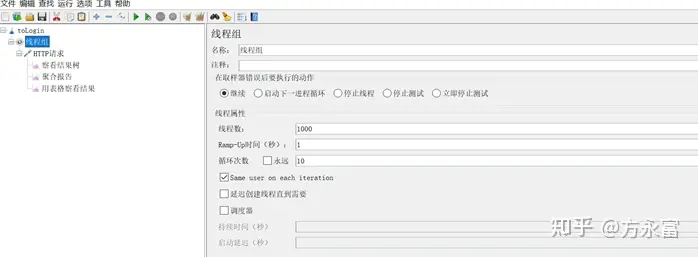 文件 编辑 查找 运行 选项 工具 帮助
toLogin
线程组
HTTP请求
察看结果树
聚合报告
用表格察看结果
线程组
名称： 线程组
注释：
在取样器错误后要执行的动作
继续 启动下一进程循环 停止线程 停止测试 立即停止测试
线程属性
线程数： 1000
Ramp-Up时间（秒）： 1
循环次数 永远 10
Same user on each iteration
延迟创建线程直到需要
调度器
持续时间（秒）
启动延迟（秒）
知乎 @方永富